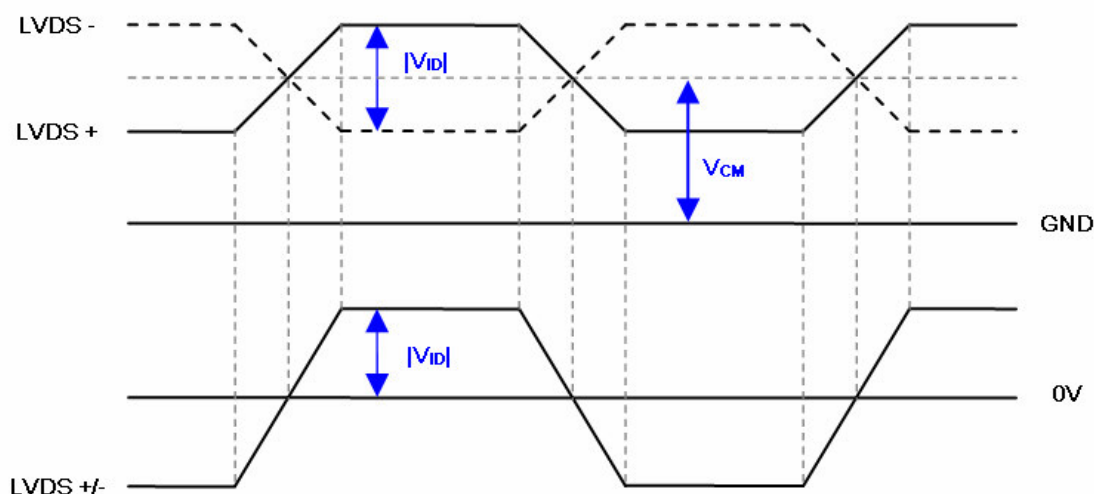 LVDS -
|VID|
LVDS +
VCM
GND
|VID|
0V
LVDS +/-